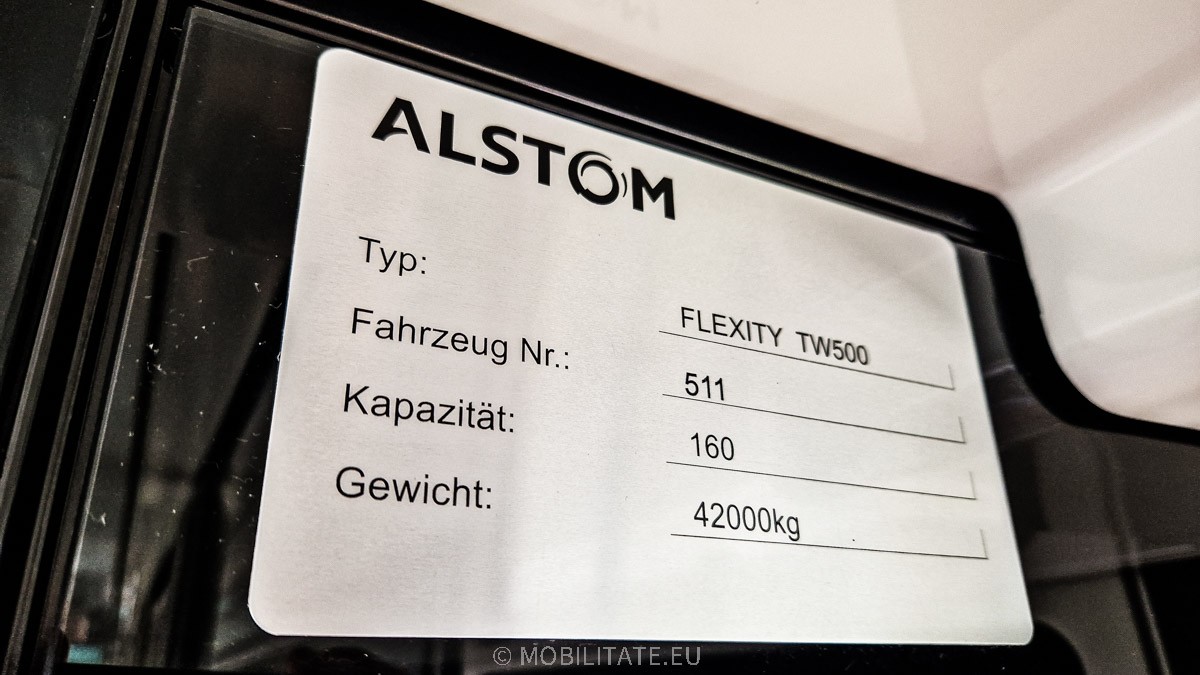 ALSTOM
Typ: FLEXITY TW500
Fahrzeug Nr.: 511
Kapazität: 160
Gewicht: 42000kg
© MOBILITATE.EU